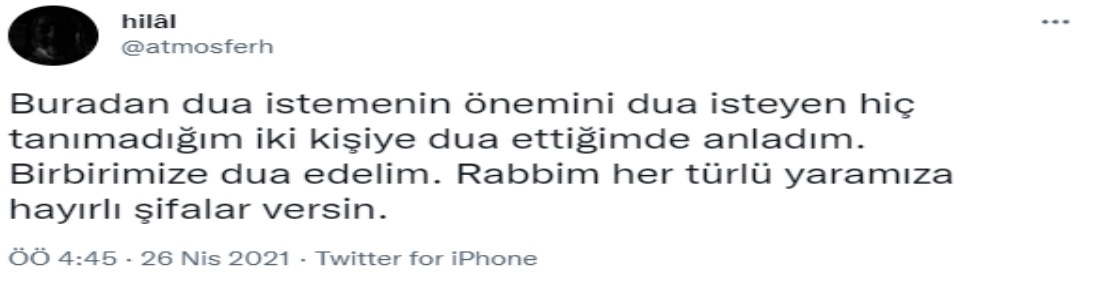 hilâl
@atmosferh
Buradan dua istemenin önemini dua isteyen hiç
tanımadığım iki kişiye dua ettiğimde anladım.
Birbirimize dua edelim. Rabbim her türlü yaramıza
hayırlı şifalar versin.
ÖÖ 4:45 · 26 Nis 2021 · Twitter for iPhone